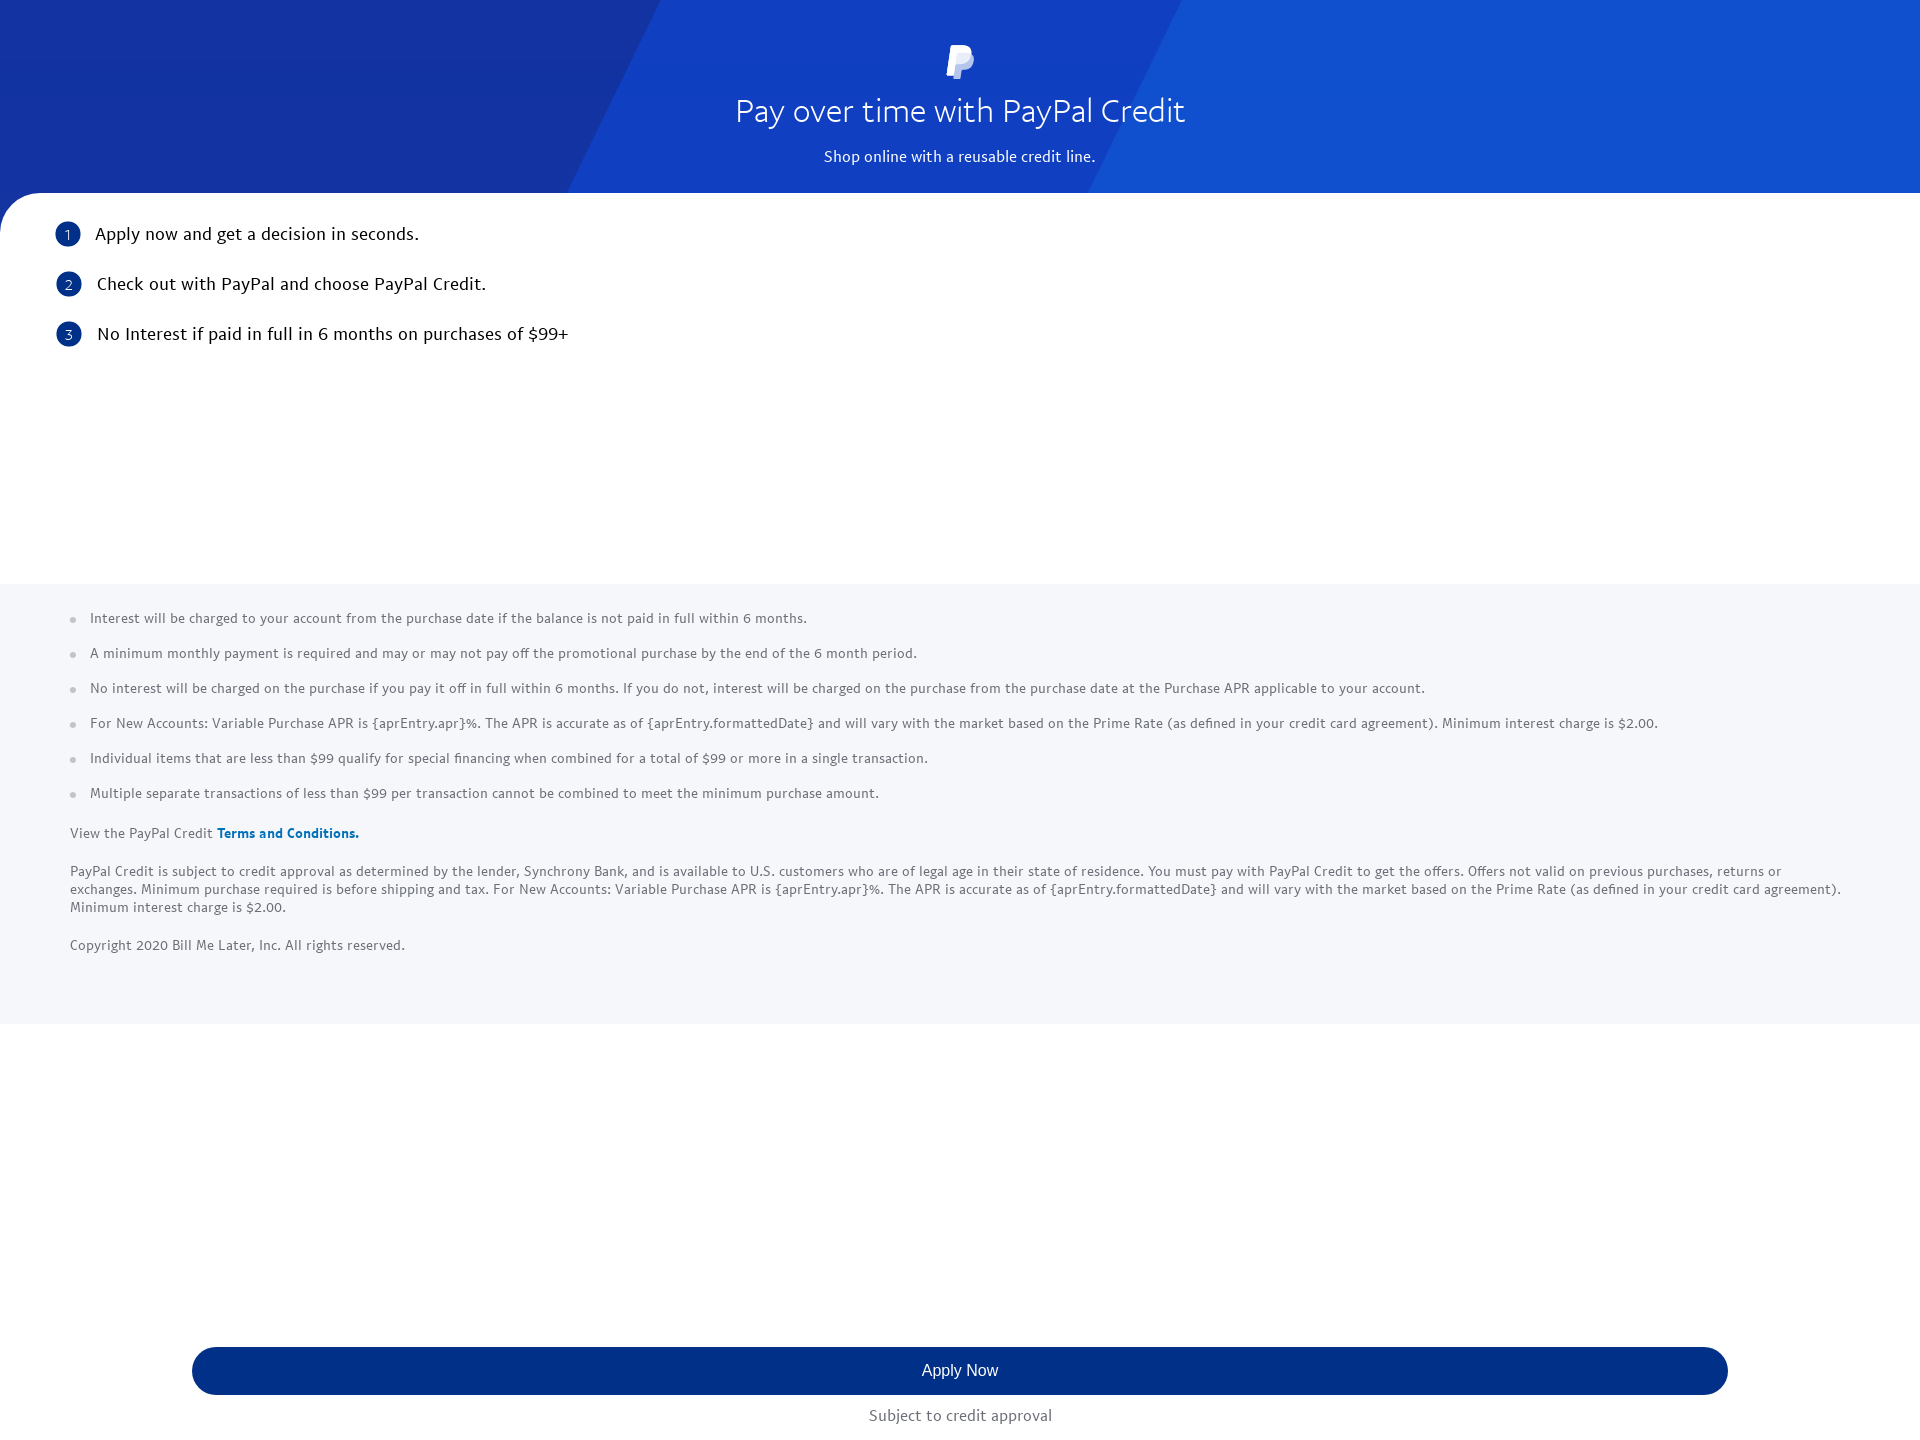 Pay over time with PayPal Credit
Shop online with a reusable credit line.
1 Apply now and get a decision in seconds.
2 Check out with PayPal and choose PayPal Credit.
3 No Interest if paid in full in 6 months on purchases of $99+
Interest will be charged to your account from the purchase date if the balance is not paid in full within 6 months.
A minimum monthly payment is required and may or may not pay off the promotional purchase by the end of the 6 month period.
No interest will be charged on the purchase if you pay it off in full within 6 months. If you do not, interest will be charged on the purchase from the purchase date at the Purchase APR applicable to your account.
For New Accounts: Variable Purchase APR is {aprEntry.apr}%. The APR is accurate as of {aprEntry.formattedDate} and will vary with the market based on the Prime Rate (as defined in your credit card agreement). Minimum interest charge is $2.00.
Individual items that are less than $99 qualify for special financing when combined for a total of $99 or more in a single transaction.
Multiple separate transactions of less than $99 per transaction cannot be combined to meet the minimum purchase amount.
View the PayPal Credit Terms and Conditions.
PayPal Credit is subject to credit approval as determined by the lender, Synchrony Bank, and is available to U.S. customers who are of legal age in their state of residence. You must pay with PayPal Credit to get the offers. Offers not valid on previous purchases, returns or
exchanges. Minimum purchase required is before shipping and tax. For New Accounts: Variable Purchase APR is {aprEntry.apr}%. The APR is accurate as of {aprEntry.formattedDate} and will vary with the market based on the Prime Rate (as defined in your credit card agreement).
Minimum interest charge is $2.00.
Copyright 2020 Bill Me Later, Inc. All rights reserved.
Apply Now
Subject to credit approval